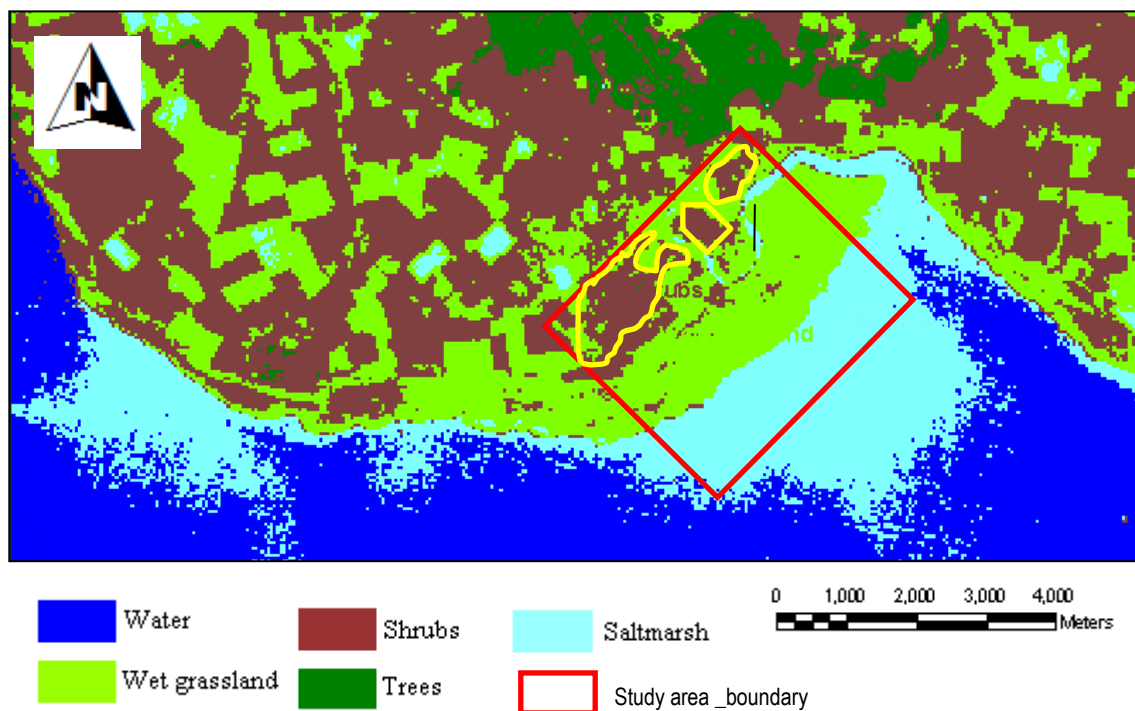 s
N
ubs
nd
Water
Shrubs
Saltmarsh
0 1,000 2,000 3,000 4,000
Meters
Wet grassland
Trees
Study area _boundary